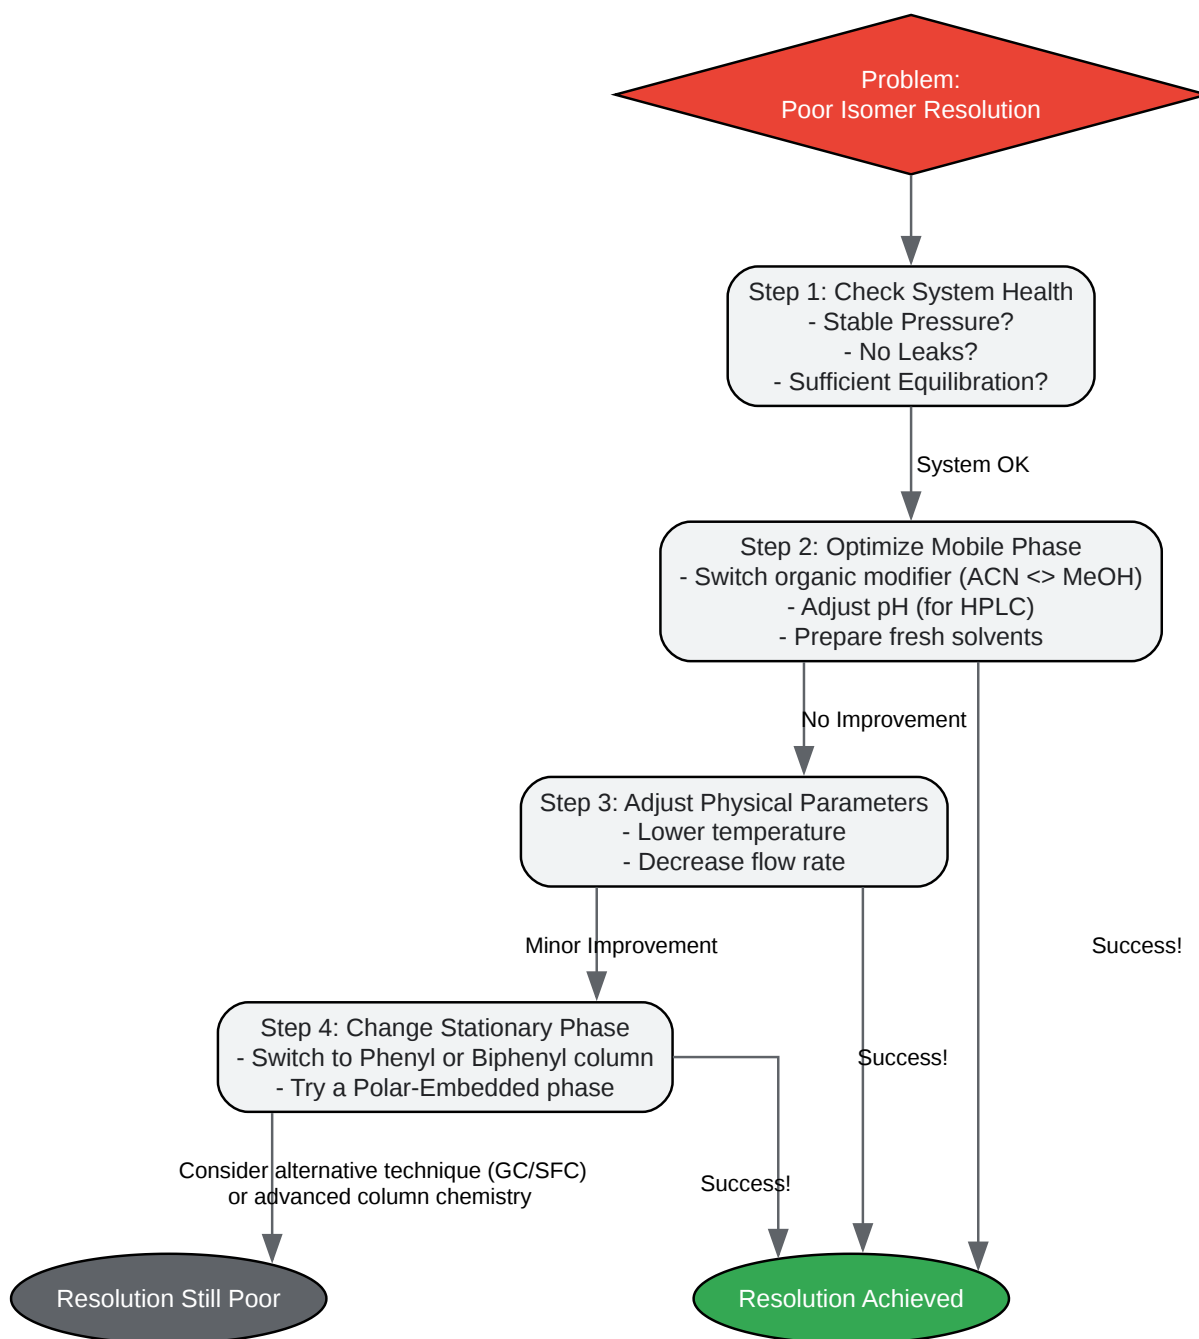 Problem:
Poor Isomer Resolution
Step 1: Check System Health
- Stable Pressure?
- No Leaks?
- Sufficient Equilibration?
System OK
Step 2: Optimize Mobile Phase
- Switch organic modifier (ACN <> MeOH)
- Adjust pH (for HPLC)
- Prepare fresh solvents
No Improvement
Step 3: Adjust Physical Parameters
- Lower temperature
- Decrease flow rate
Minor Improvement
Success!
Step 4: Change Stationary Phase
- Switch to Phenyl or Biphenyl column
- Try a Polar-Embedded phase
Success!
Consider alternative technique (GC/SFC)
or advanced column chemistry
Success!
Resolution Still Poor
Resolution Achieved